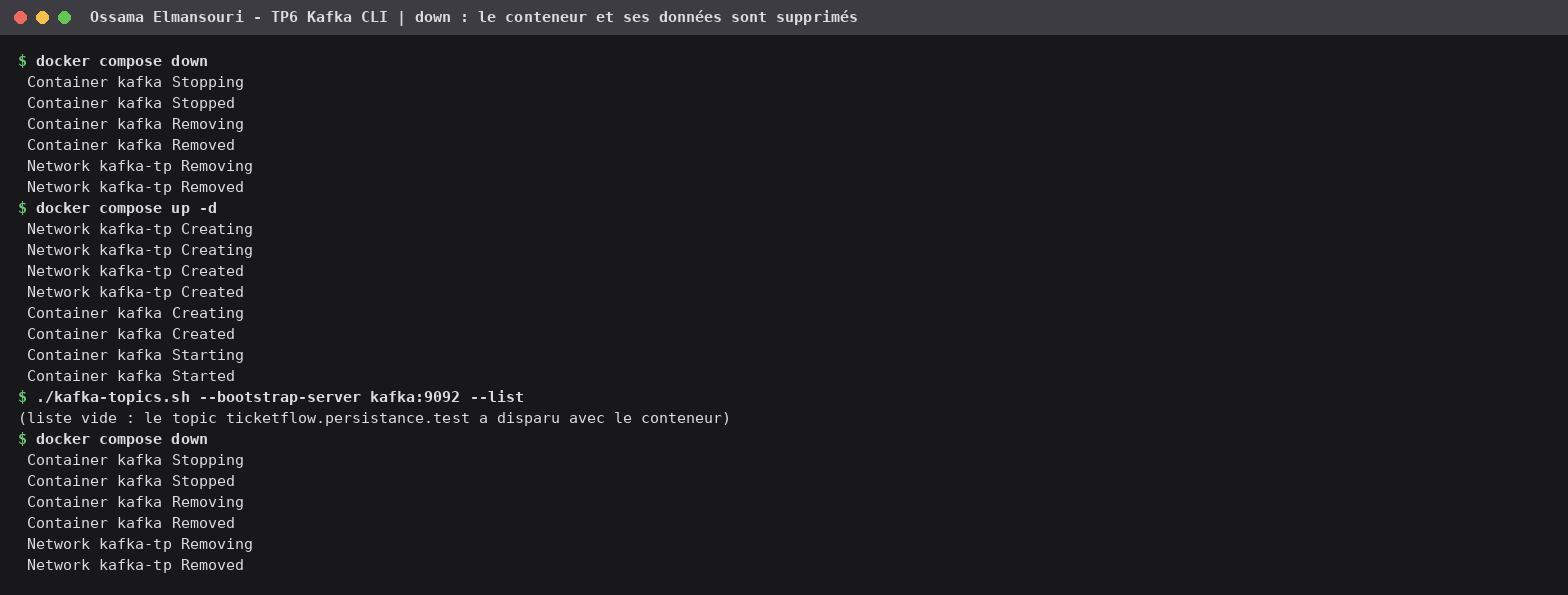 Ossama Elmansouri - TP6 Kafka CLI | down : le conteneur et ses données sont supprimés
$ docker compose down
Container kafka Stopping
Container kafka Stopped
Container kafka Removing
Container kafka Removed
Network kafka-tp Removing
Network kafka-tp Removed
$ docker compose up -d
Network kafka-tp Creating
Network kafka-tp Creating
Network kafka-tp Created
Network kafka-tp Created
Container kafka Creating
Container kafka Created
Container kafka Starting
Container kafka Started
$ ./kafka-topics.sh --bootstrap-server kafka:9092 --list
(liste vide : le topic ticketflow.persistance.test a disparu avec le conteneur)
$ docker compose down
Container kafka Stopping
Container kafka Stopped
Container kafka Removing
Container kafka Removed
Network kafka-tp Removing
Network kafka-tp Removed